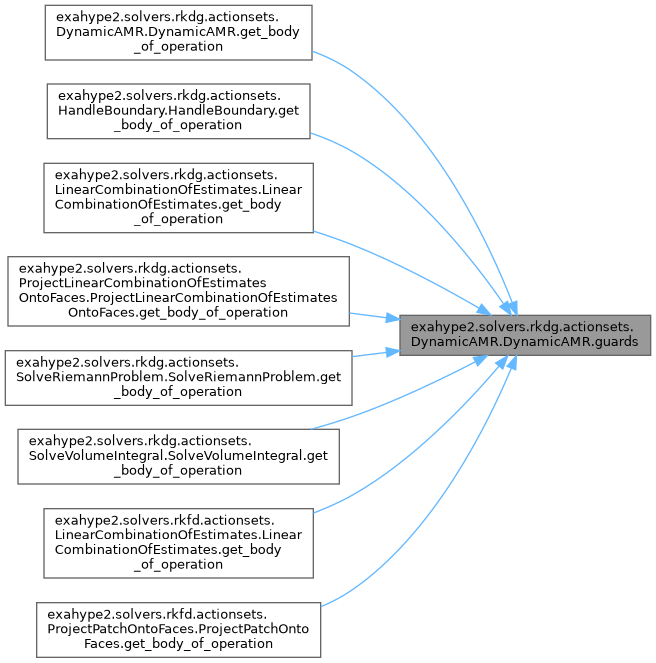 exahype2.solvers.rkdg.actionsets.
DynamicAMR.DynamicAMR.get_body
_of_operation
exahype2.solvers.rkdg.actionsets.
HandleBoundary.HandleBoundary.get
_body_of_operation
exahype2.solvers.rkdg.actionsets.
LinearCombinationOfEstimates.Linear
CombinationOfEstimates.get_body
_of_operation
exahype2.solvers.rkdg.actionsets.
ProjectLinearCombinationOfEstimates
OntoFaces.ProjectLinearCombinationOfEstimates
OntoFaces.get_body_of_operation
exahype2.solvers.rkdg.actionsets.
DynamicAMR.DynamicAMR.guards
exahype2.solvers.rkdg.actionsets.
SolveRiemannProblem.SolveRiemannProblem.get
_body_of_operation
exahype2.solvers.rkdg.actionsets.
SolveVolumeIntegral.SolveVolumeIntegral.get
_body_of_operation
exahype2.solvers.rkfd.actionsets.
LinearCombinationOfEstimates.Linear
CombinationOfEstimates.get_body
_of_operation
exahype2.solvers.rkfd.actionsets.
ProjectPatchOntoFaces.ProjectPatchOnto
Faces.get_body_of_operation